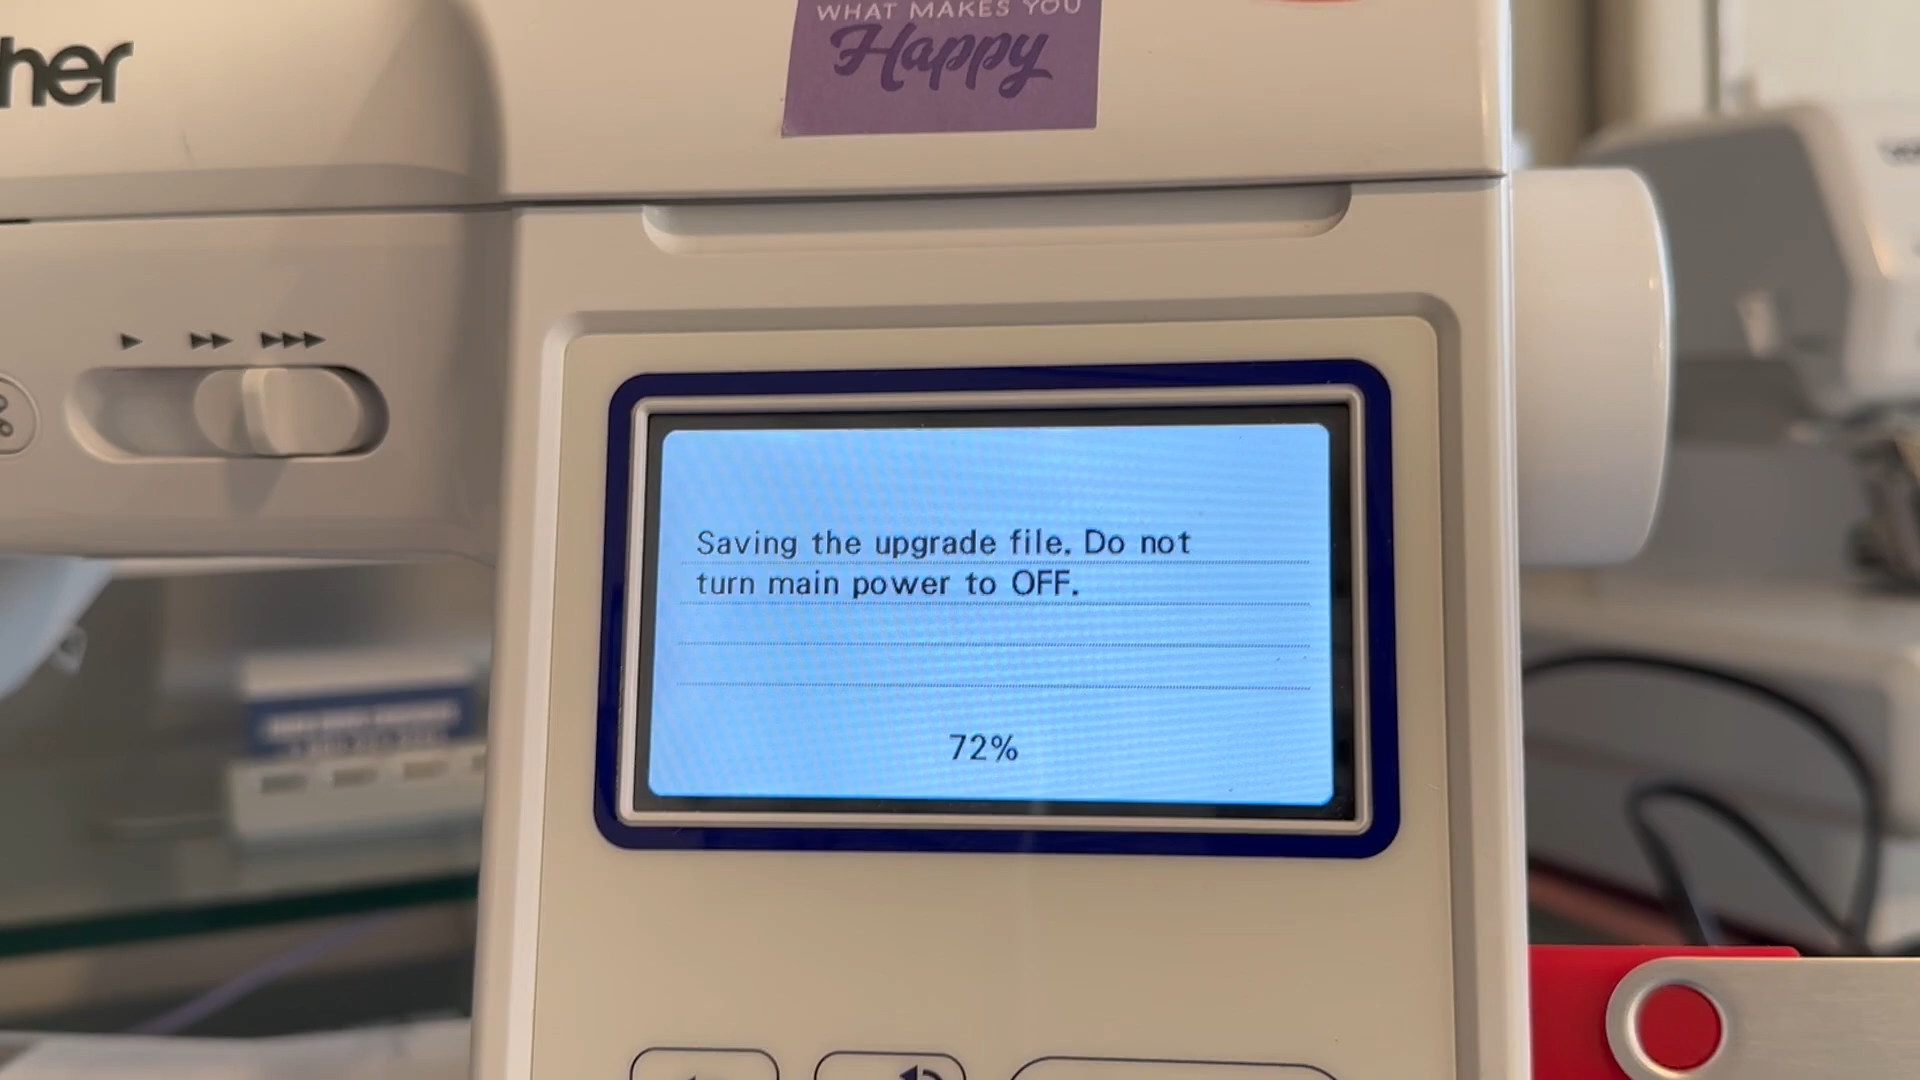 her
WHAT MAKES YOU
Happy
Saving the upgrade file. Do not
turn main power to OFF.
72%